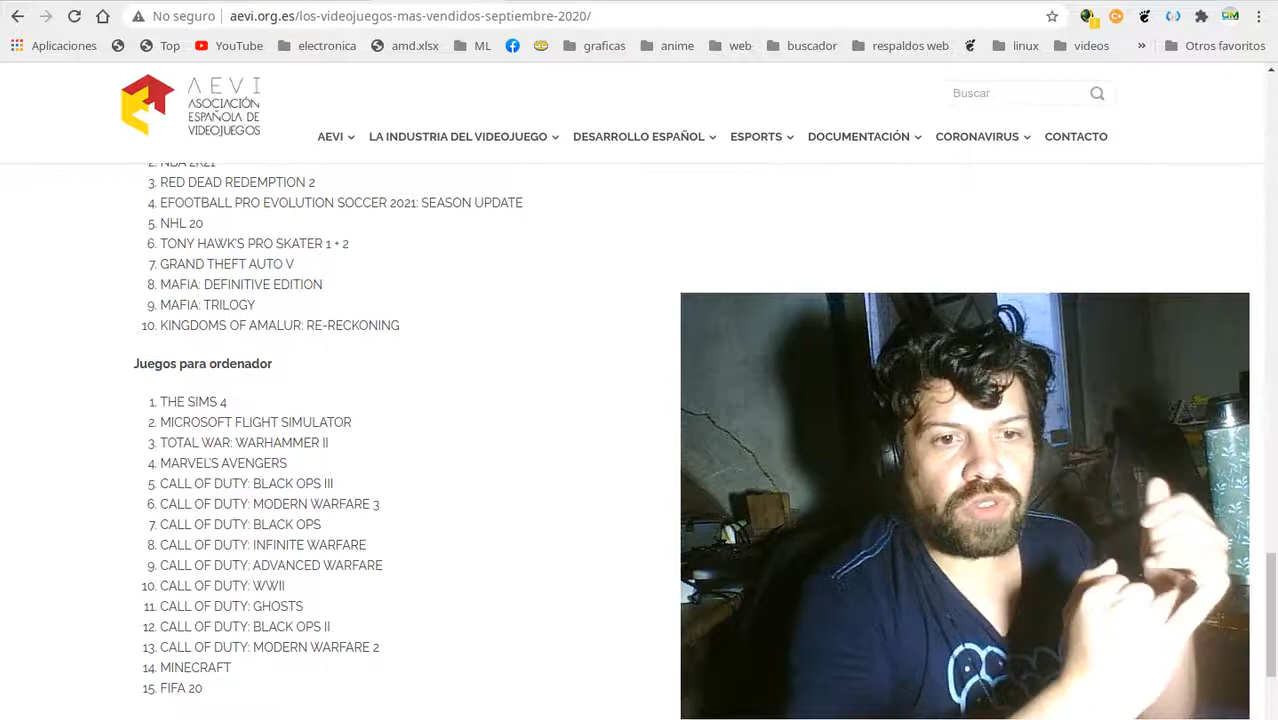 No seguro
aevi.org.es/los-videojuegos-mas-vendidos-septiembre-2020/
Aplicaciones
Top
YouTube
electronica
amd.xlsx
ML
graficas
anime
web
buscador
respaldos web
linux
videos
»
Otros favoritos
AEVI
ASOCIACIÓN
ESPAÑOLA DE
VIDEOJUEGOS
Buscar
AEVI
LA INDUSTRIA DEL VIDEOJUEGO
DESARROLLO ESPAÑOL
ESPORTS
DOCUMENTACIÓN
CORONAVIRUS
CONTACTO
2. NBA 2K21
3. RED DEAD REDEMPTION 2
4. EFOOTBALL PRO EVOLUTION SOCCER 2021: SEASON UPDATE
5. NHL 20
6. TONY HAWK'S PRO SKATER 1 + 2
7. GRAND THEFT AUTO V
8. MAFIA: DEFINITIVE EDITION
9. MAFIA: TRILOGY
10. KINGDOMS OF AMALUR: RE-RECKONING
Juegos para ordenador
1. THE SIMS 4
2. MICROSOFT FLIGHT SIMULATOR
3. TOTAL WAR: WARHAMMER II
4. MARVEL'S AVENGERS
5. CALL OF DUTY: BLACK OPS III
6. CALL OF DUTY: MODERN WARFARE 3
7. CALL OF DUTY: BLACK OPS
8. CALL OF DUTY: INFINITE WARFARE
9. CALL OF DUTY: ADVANCED WARFARE
10. CALL OF DUTY: WWII
11. CALL OF DUTY: GHOSTS
12. CALL OF DUTY: BLACK OPS II
13. CALL OF DUTY: MODERN WARFARE 2
14. MINECRAFT
15. FIFA 20